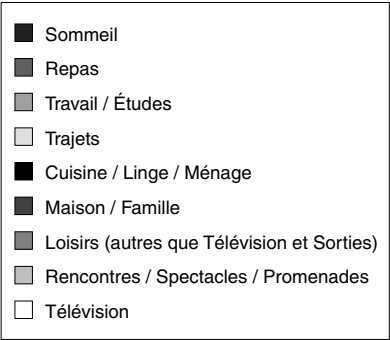 Sommeil
Repas
Travail / Études
Trajets
Cuisine / Linge / Ménage
Maison / Famille
Loisirs (autres que Télévision et Sorties)
Rencontres / Spectacles / Promenades
Télévision